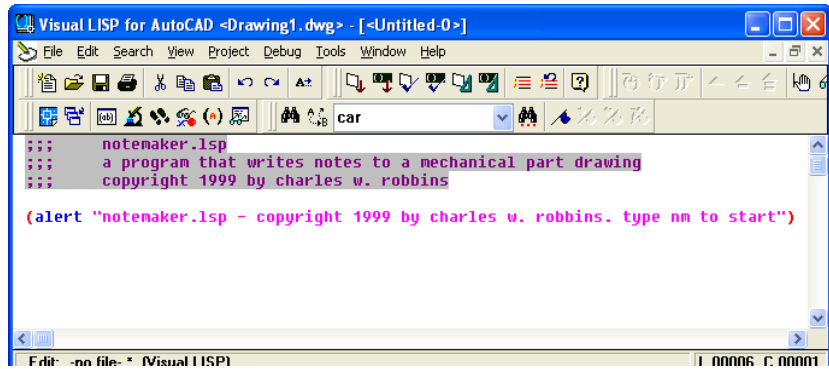 Visual LISP for AutoCAD <Drawing1.dwg> - [<Untitled-0>]
File Edit Search View Project Debug Tools Window Help
car
;;; notemaker.lsp
;;; a program that writes notes to a mechanical part drawing
;;; copyright 1999 by charles w. robbins
(alert "notemaker.lsp - copyright 1999 by charles w. robbins. type nm to start")
Edit: -no file- * (Visual LISP) L 00006 C 00001